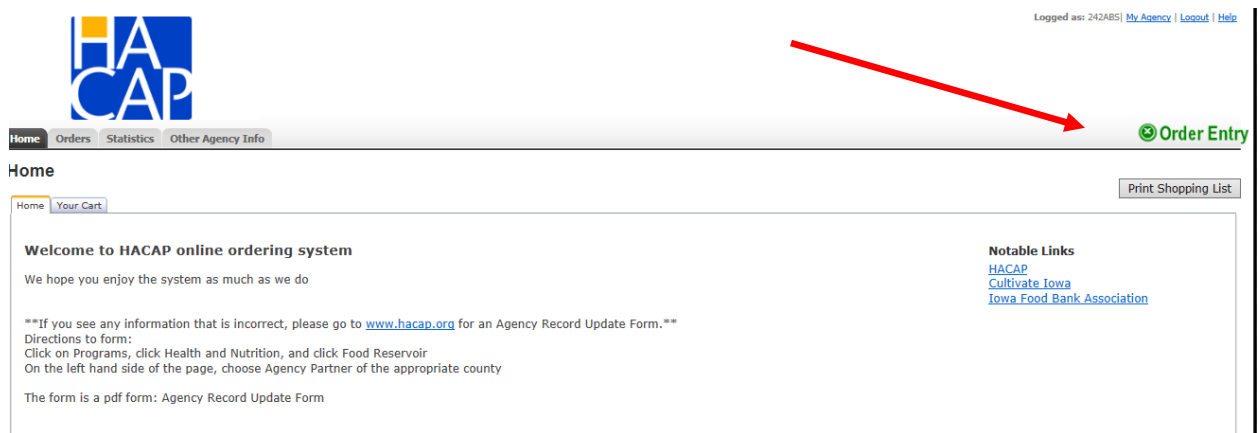 HA
CAP
Logged as: 242ABS| My Agency | Logout | Help
Home Orders Statistics Other Agency Info
Order Entry
Home
Print Shopping List
Home Your Cart
Welcome to HACAP online ordering system
We hope you enjoy the system as much as we do
**If you see any information that is incorrect, please go to www.hacap.org for an Agency Record Update Form.**
Directions to form:
Click on Programs, click Health and Nutrition, and click Food Reservoir
On the left hand side of the page, choose Agency Partner of the appropriate county
The form is a pdf form: Agency Record Update Form
Notable Links
HACAP
Cultivate Iowa
Iowa Food Bank Association